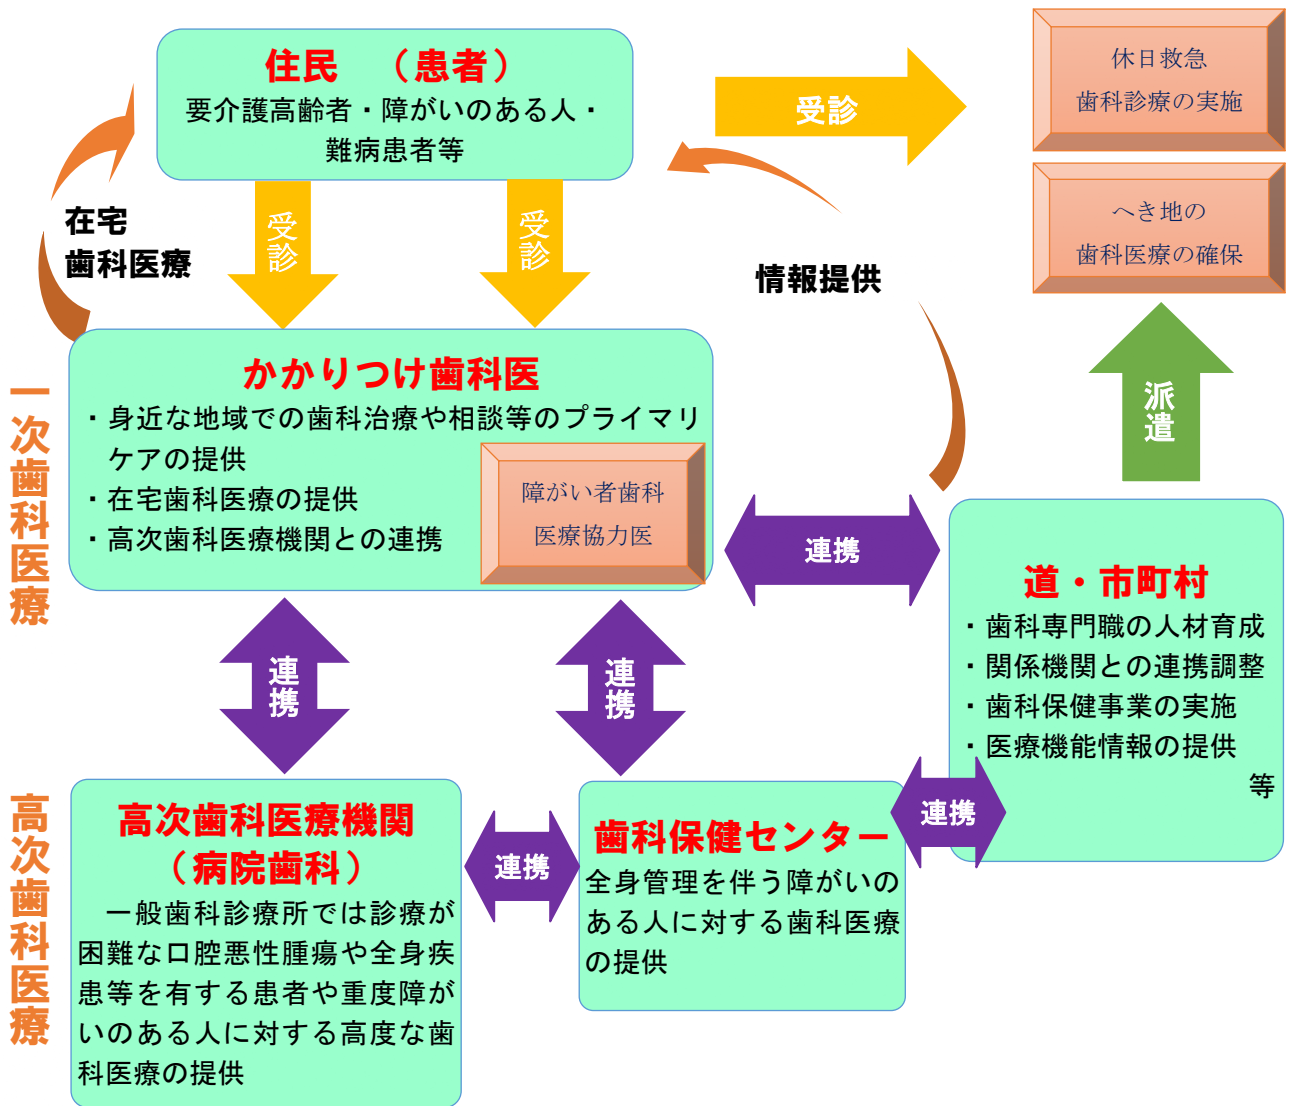 住民　（患者）
要介護高齢者・障がいのある人・
難病患者等
受診
休日救急
歯科診療の実施
へき地の
歯科医療の確保
在宅
歯科医療
受診
受診
情報提供
派遣
一次歯科医療
かかりつけ歯科医
・身近な地域での歯科治療や相談等のプライマリ
ケアの提供
・在宅歯科医療の提供
・高次歯科医療機関との連携
障がい者歯科
医療協力医
連携
道・市町村
・歯科専門職の人材育成
・関係機関との連携調整
・歯科保健事業の実施
・医療機能情報の提供
等
連携
連携
高次歯科医療
高次歯科医療機関
（病院歯科）
一般歯科診療所では診療が
困難な口腔悪性腫瘍や全身疾
患等を有する患者や重度障が
いのある人に対する高度な歯
科医療の提供
連携
歯科保健センター
全身管理を伴う障がいの
ある人に対する歯科医療
の提供
連携